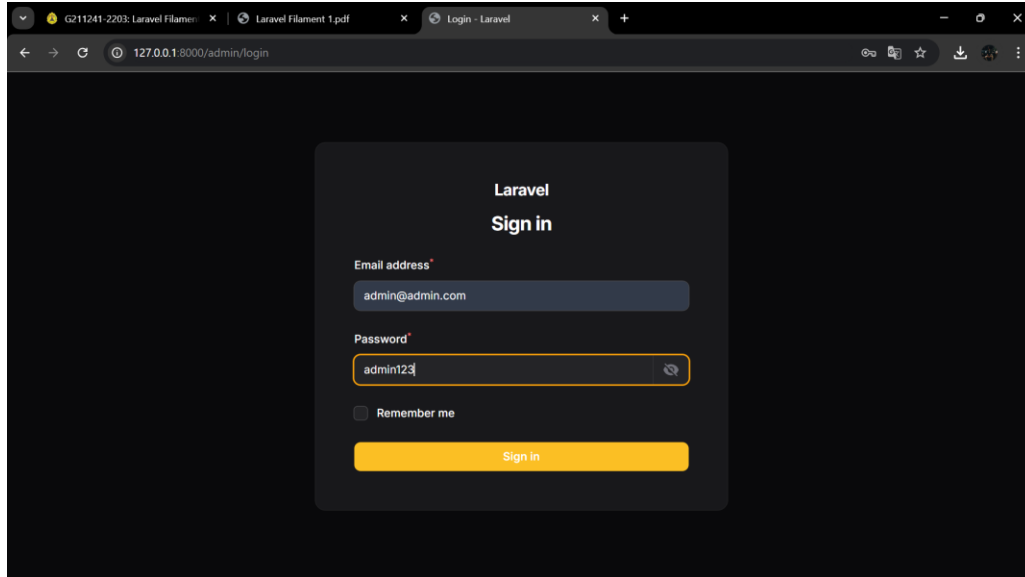 G211241-2203: Laravel Filamen
Laravel Filament 1.pdf
Login - Laravel
127.0.0.1:8000/admin/login
Laravel
Sign in
Email address*
admin@admin.com
Password*
admin123
Remember me
Sign in